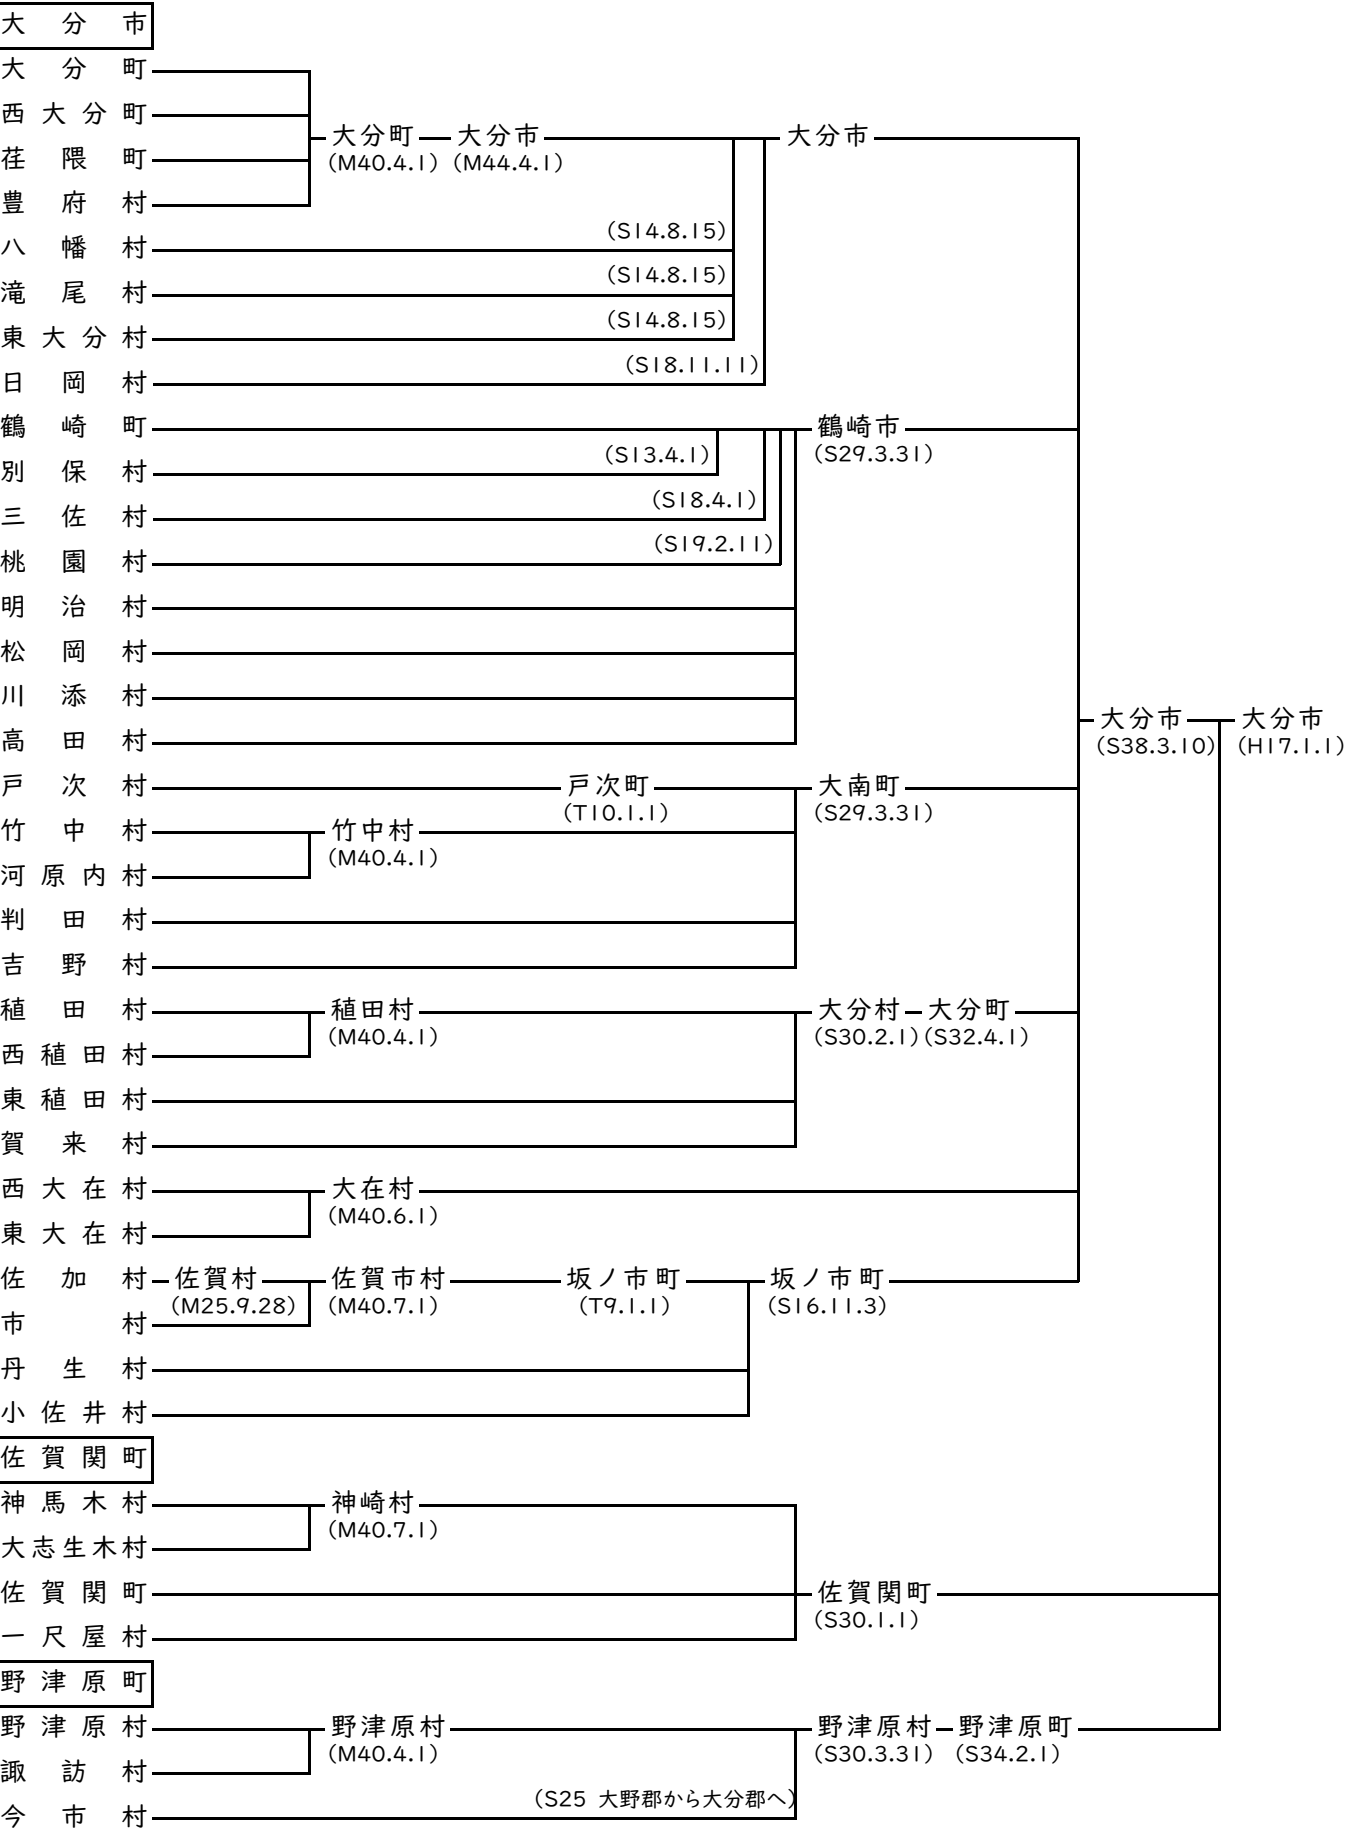 大分市
大分町
西大分町
大分町 大分市 大分市
荏隈町
(M40.4.1) (M44.4.1)
豊府村
(S14.8.15)
八幡村
(S14.8.15)
滝尾村
(S14.8.15)
東大分村
(S18.11.11)
日岡村
鶴崎町 鶴崎市
(S13.4.1) (S29.3.31)
別保村
(S18.4.1)
三佐村
(S19.2.11)
桃園村
明治村
松岡村
川添村
大分市 大分市
高田村
(S38.3.10) (H17.1.1)
戸次村 戸次町 大南町
(T10.1.1) (S29.3.31)
竹中村 竹中村
(M40.4.1)
河原内村
判田村
吉野村
稙田村 稙田村 大分村 大分町
(M40.4.1) (S30.2.1) (S32.4.1)
西稙田村
東稙田村
賀来村
西大在村 大在村
(M40.6.1)
東大在村
佐加村 佐賀村 佐賀市村 坂ノ市町 坂ノ市町
(M25.9.28) (M40.7.1) (T9.1.1) (S16.11.3)
市村
丹生村
小佐井村
佐賀関町
神馬木村 神崎村
(M40.7.1)
大志生木村
佐賀関町 佐賀関町
(S30.1.1)
一尺屋村
野津原町
野津原村 野津原村 野津原村 野津原町
(M40.4.1) (S30.3.31) (S34.2.1)
諏訪村
(S25 大野郡から大分郡へ)
今市村